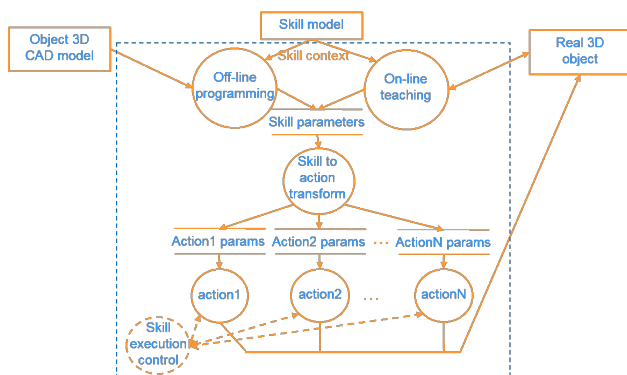 Skill model
Object 3D
CAD model
Real 3D
object
Skill context
Off-line
programming
On-line
teaching
Skill parameters
Skill to
action
transform
Action1 params
Action2 params
...
ActionN params
action1
action2
...
actionN
Skill
execution
control